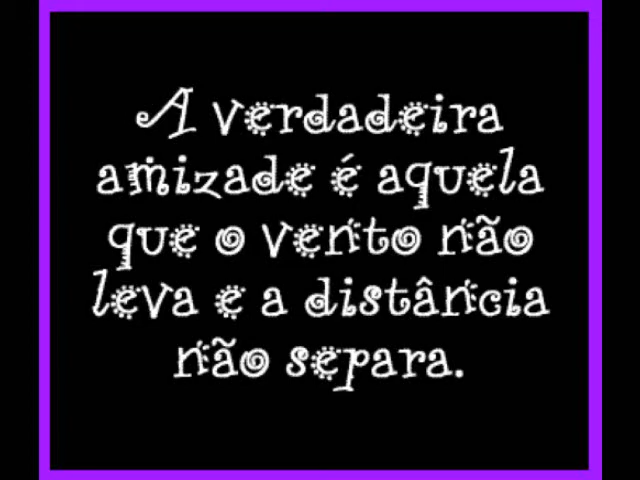 A verdadeira
amizade é aquela
que o vento não
leva e a distância
não separa.